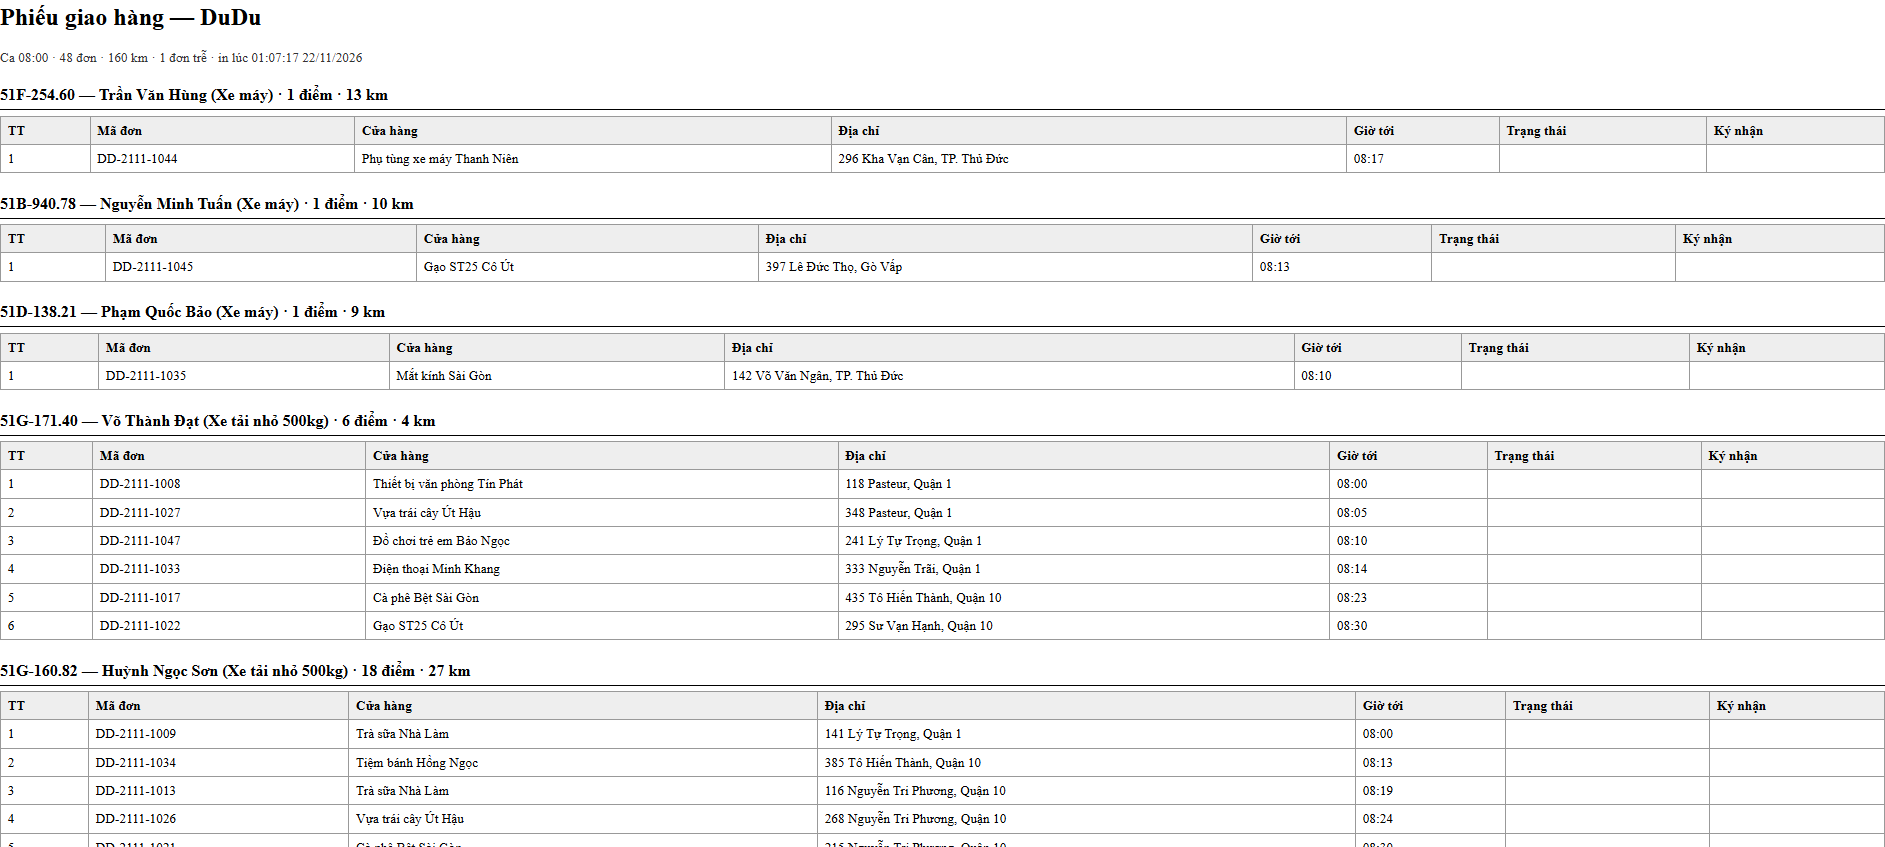 Phiếu giao hàng — DuDu
Ca 08:00 · 48 đơn · 160 km · 1 đơn trễ · in lúc 01:07:17 22/11/2026
51F-254.60 — Trần Văn Hùng (Xe máy) · 1 điểm · 13 km
TT Mã đơn Cửa hàng Địa chỉ Giờ tới Trạng thái Ký nhận
1 DD-2111-1044 Phụ tùng xe máy Thanh Niên 296 Kha Vạn Cân, TP. Thủ Đức 08:17
51B-940.78 — Nguyễn Minh Tuấn (Xe máy) · 1 điểm · 10 km
TT Mã đơn Cửa hàng Địa chỉ Giờ tới Trạng thái Ký nhận
1 DD-2111-1045 Gạo ST25 Cô Út 397 Lê Đức Thọ, Gò Vấp 08:13
51D-138.21 — Phạm Quốc Bảo (Xe máy) · 1 điểm · 9 km
TT Mã đơn Cửa hàng Địa chỉ Giờ tới Trạng thái Ký nhận
1 DD-2111-1035 Mắt kính Sài Gòn 142 Võ Văn Ngân, TP. Thủ Đức 08:10
51G-171.40 — Võ Thành Đạt (Xe tải nhỏ 500kg) · 6 điểm · 4 km
TT Mã đơn Cửa hàng Địa chỉ Giờ tới Trạng thái Ký nhận
1 DD-2111-1008 Thiết bị văn phòng Tín Phát 118 Pasteur, Quận 1 08:00
2 DD-2111-1027 Vựa trái cây Út Hậu 348 Pasteur, Quận 1 08:05
3 DD-2111-1047 Đồ chơi trẻ em Bảo Ngọc 241 Lý Tự Trọng, Quận 1 08:10
4 DD-2111-1033 Điện thoại Minh Khang 333 Nguyễn Trãi, Quận 1 08:14
5 DD-2111-1017 Cà phê Bệt Sài Gòn 435 Tô Hiến Thành, Quận 10 08:23
6 DD-2111-1022 Gạo ST25 Cô Út 295 Sư Vạn Hạnh, Quận 10 08:30
51G-160.82 — Huỳnh Ngọc Sơn (Xe tải nhỏ 500kg) · 18 điểm · 27 km
TT Mã đơn Cửa hàng Địa chỉ Giờ tới Trạng thái Ký nhận
1 DD-2111-1009 Trà sữa Nhà Làm 141 Lý Tự Trọng, Quận 1 08:00
2 DD-2111-1034 Tiệm bánh Hồng Ngọc 385 Tô Hiến Thành, Quận 10 08:13
3 DD-2111-1013 Trà sữa Nhà Làm 116 Nguyễn Tri Phương, Quận 10 08:19
4 DD-2111-1026 Vựa trái cây Út Hậu 268 Nguyễn Tri Phương, Quận 10 08:24